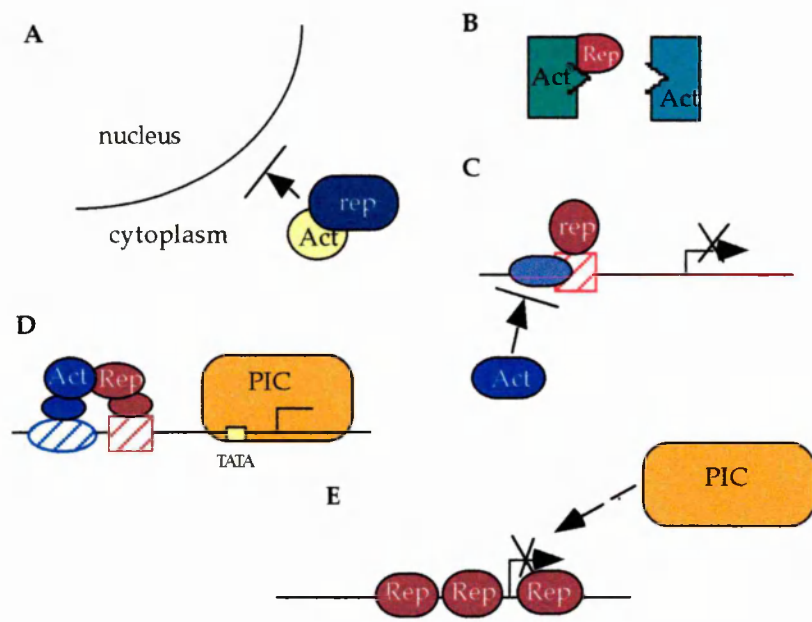 A
nucleus
cytoplasm
rep
Act
B
Act
Rep
Act
C
rep
Act
D
Act
Rep
PIC
TATA
E
PIC
Rep
Rep
Rep